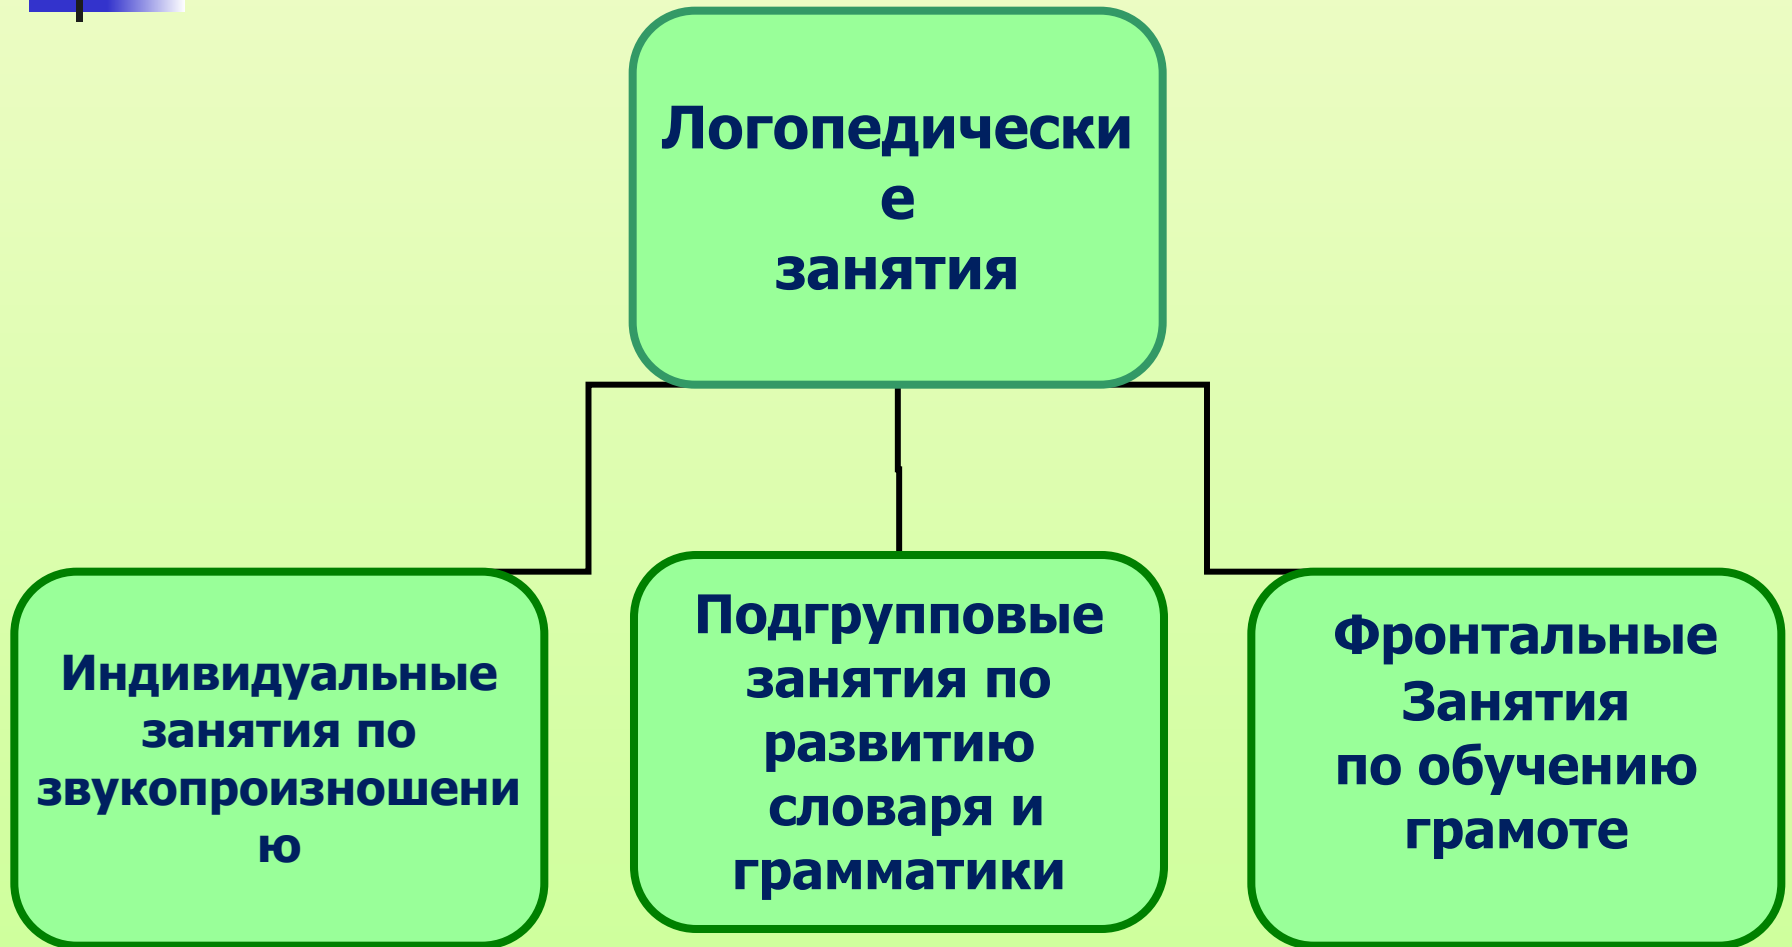 Логопедически
е
занятия
Индивидуальные
занятия по
звукопроизношени
ю
Подгрупповые
занятия по
развитию
словаря и
грамматики
Фронтальные
Занятия
по обучению
грамоте